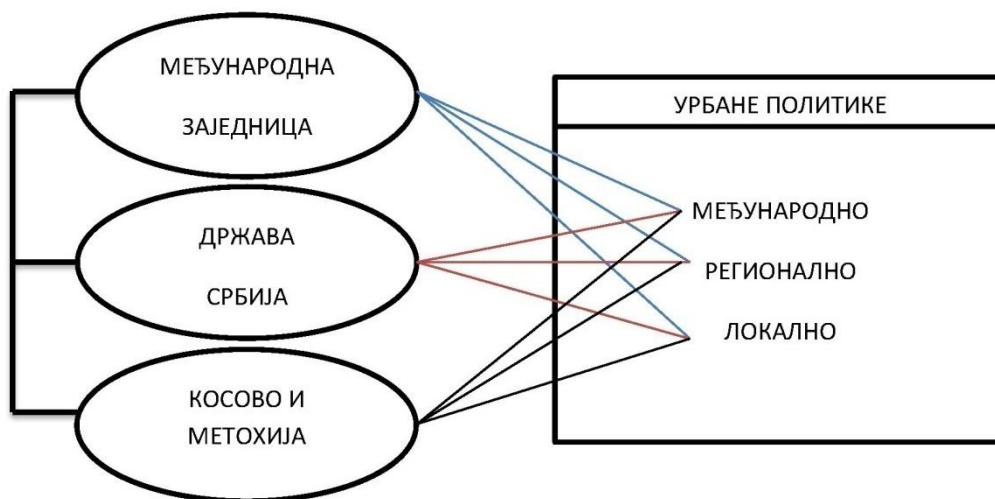 МЕЂУНАРОДНА
ЗАЈЕДНИЦА
ДРЖАВА
СРБИЈА
КОСОВО И
МЕТОХИЈА
УРБАНЕ ПОЛИТИКЕ
МЕЂУНАРОДНО
РЕГИОНАЛНО
ЛОКАЛНО